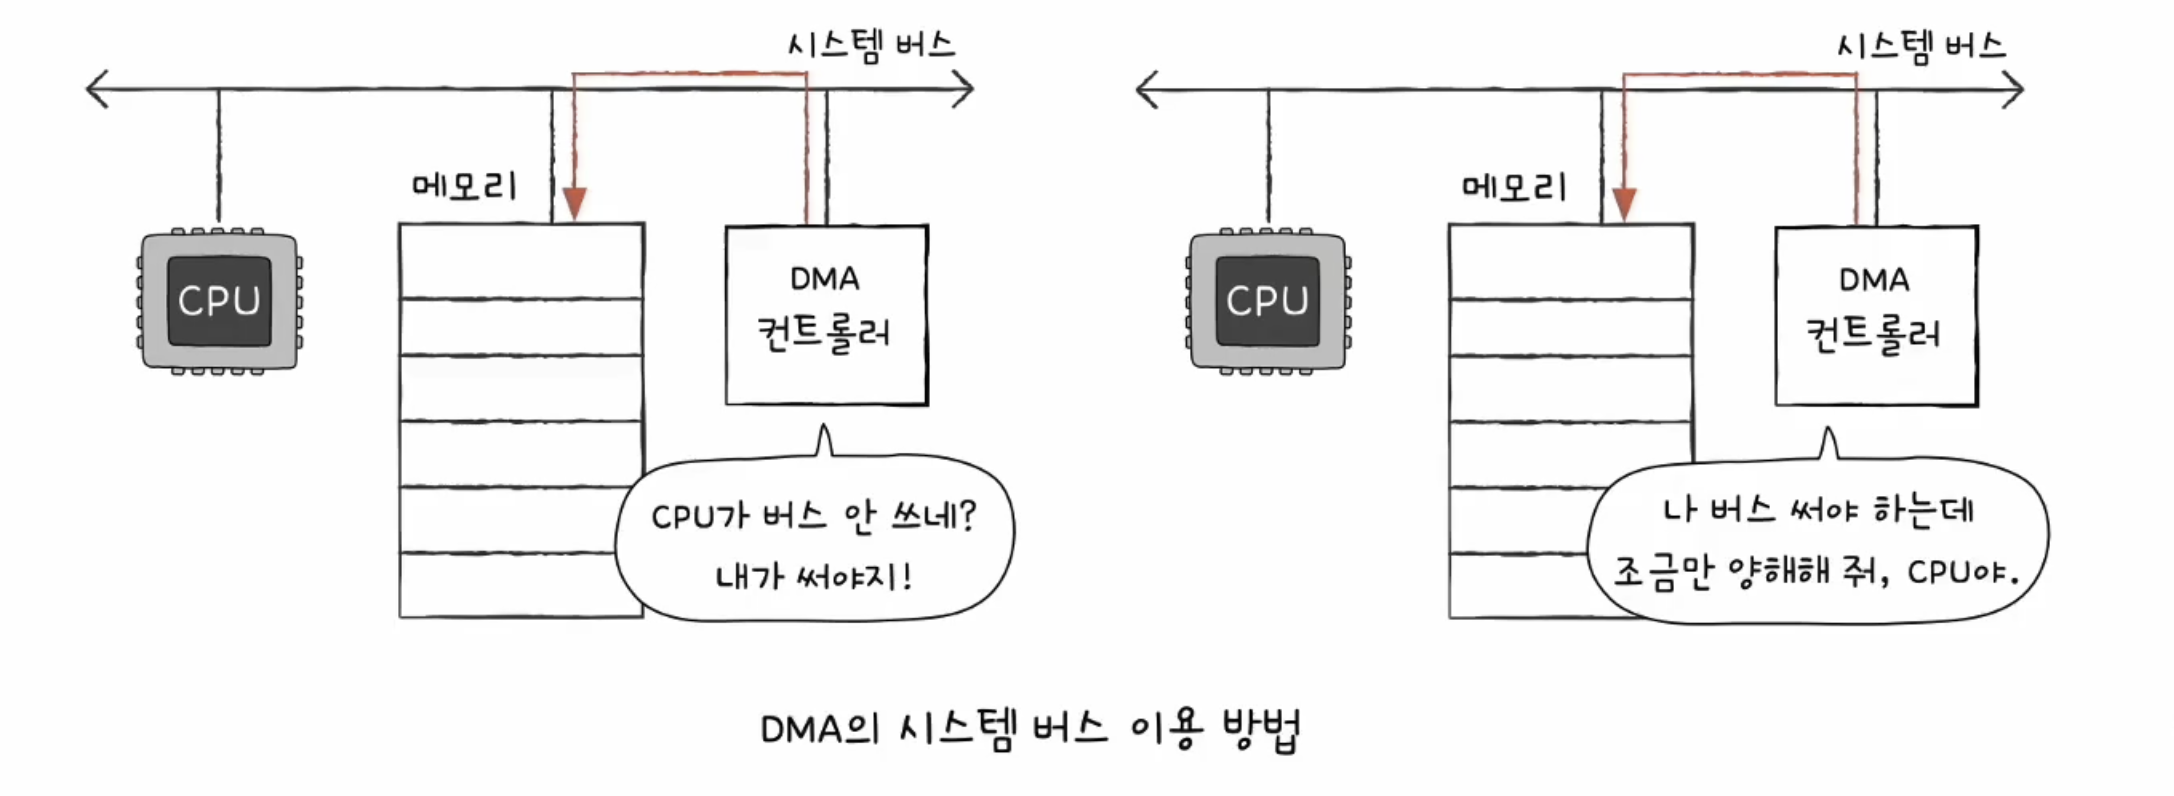 시스템 버스
메모리
CPU
DMA
컨트롤러
CPU가 버스 안 쓰네?
내가 써야지!
시스템 버스
메모리
CPU
DMA
컨트롤러
나 버스 써야 하는데
조금만 양해해 줘, CPU야.
DMA의 시스템 버스 이용 방법